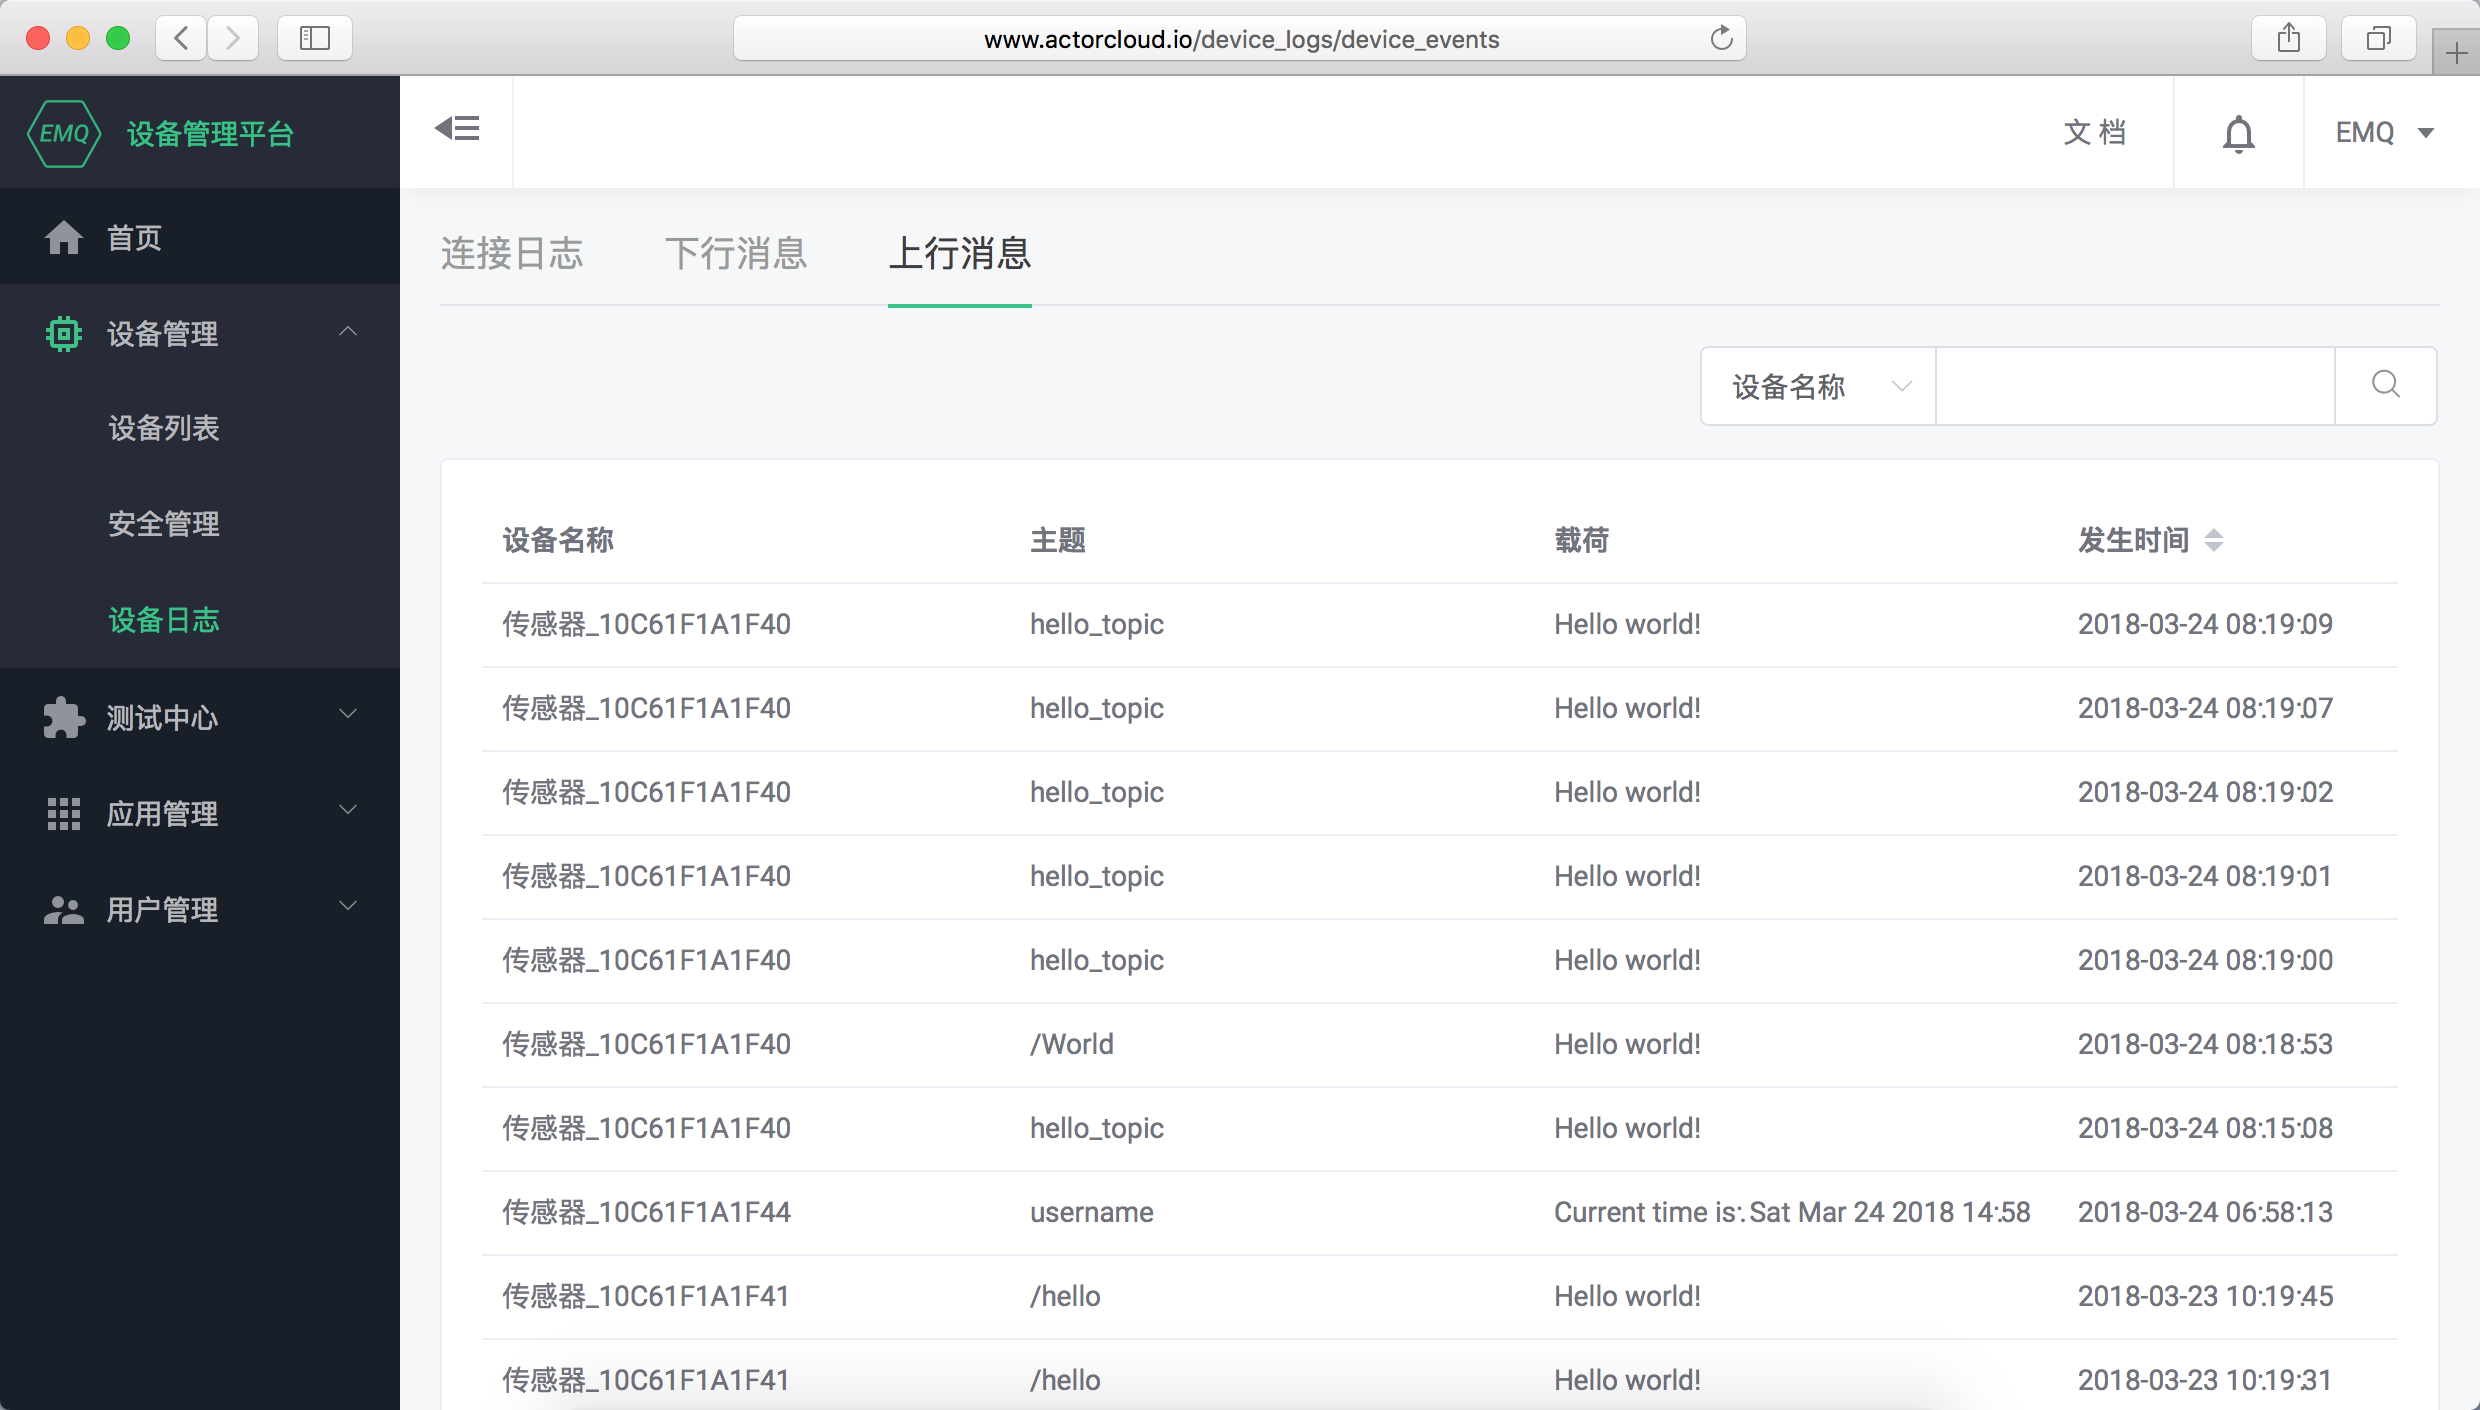 www.actorcloud.io/device_logs/device_events
EMQ 设备管理平台
文 档 EMQ
首页
设备管理
设备列表
安全管理
设备日志
测试中心
应用管理
用户管理
连接日志 下行消息 上行消息
设备名称
设备名称 主题 载荷 发生时间
传感器_10C61F1A1F40 hello_topic Hello world! 2018-03-24 08:19:09
传感器_10C61F1A1F40 hello_topic Hello world! 2018-03-24 08:19:07
传感器_10C61F1A1F40 hello_topic Hello world! 2018-03-24 08:19:02
传感器_10C61F1A1F40 hello_topic Hello world! 2018-03-24 08:19:01
传感器_10C61F1A1F40 hello_topic Hello world! 2018-03-24 08:19:00
传感器_10C61F1A1F40 /World Hello world! 2018-03-24 08:18:53
传感器_10C61F1A1F40 hello_topic Hello world! 2018-03-24 08:15:08
传感器_10C61F1A1F44 username Current time is:.Sat Mar 24 2018 14:58 2018-03-24 06:58:13
传感器_10C61F1A1F41 /hello Hello world! 2018-03-23 10:19:45
传感器_10C61F1A1F41 /hello Hello world! 2018-03-23 10:19:31